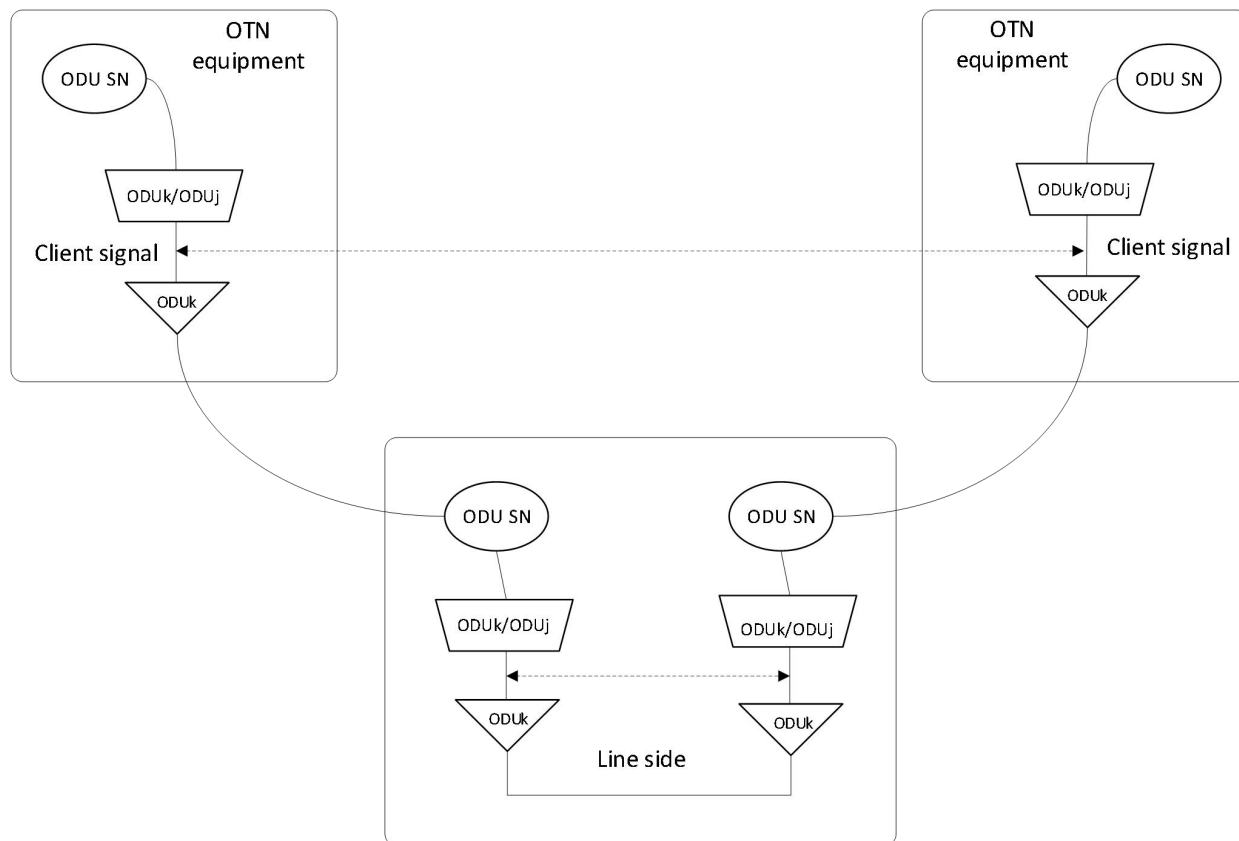 OTN
equipment
ODU SN
ODUk/ODUj
Client signal
ODUk
OTN
equipment
ODU SN
ODUk/ODUj
Client signal
ODUk
ODU SN
ODU SN
ODUk/ODUj
ODUk/ODUj
ODUk
ODUk
Line side